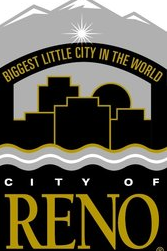 BIGGEST LITTLE CITY IN THE WORLD
CITY OF
RENO
®